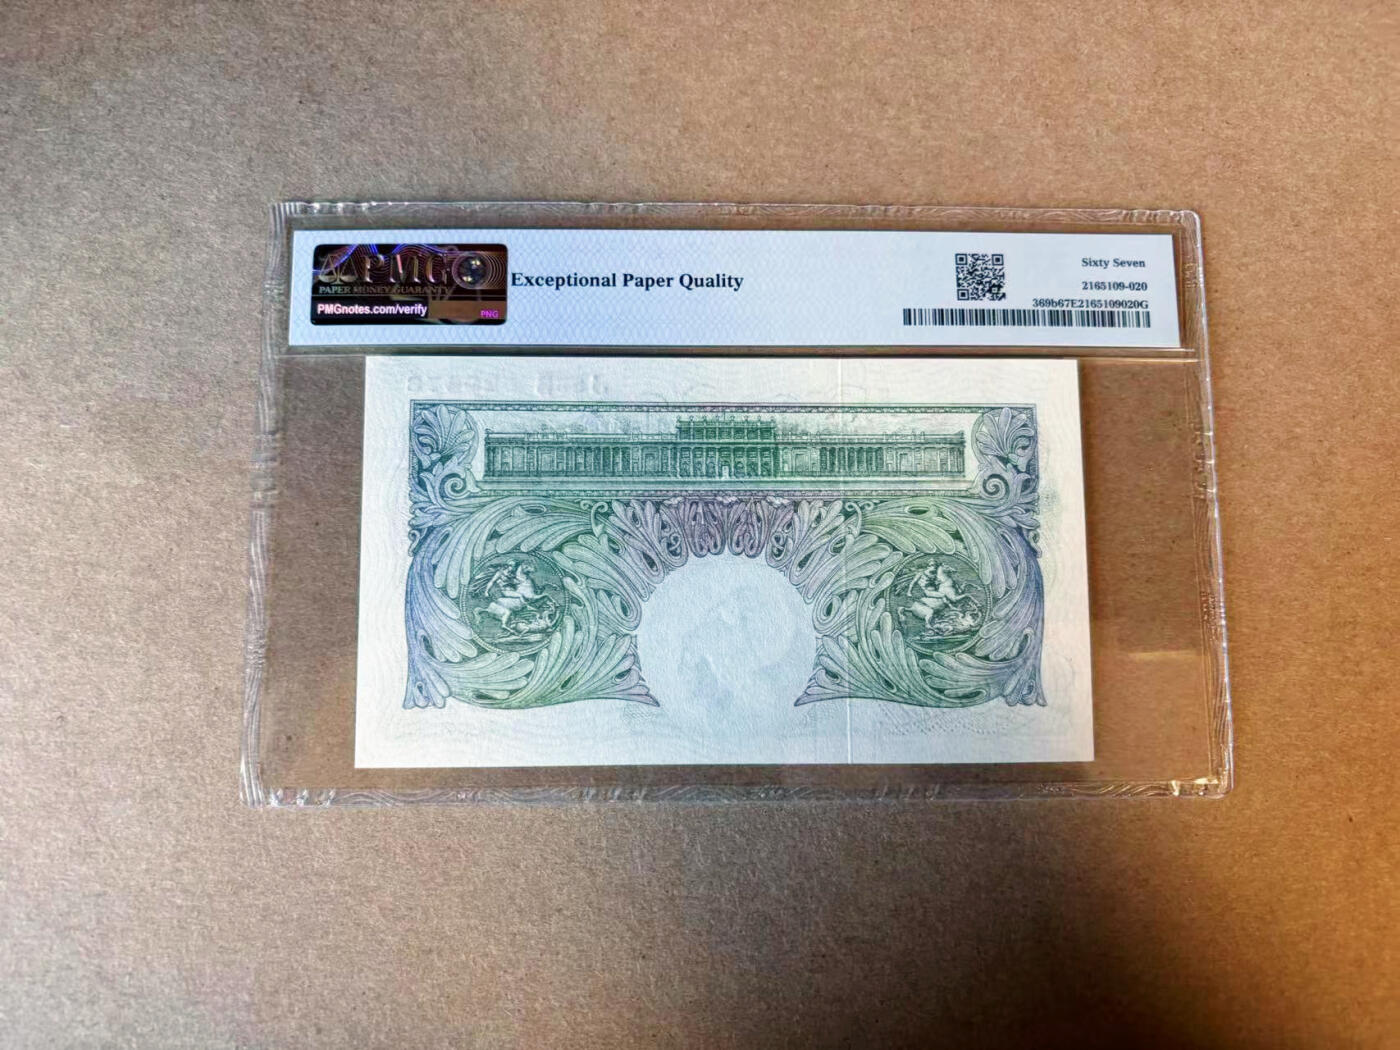 PMG
PAPER MONEY GUARANTY
PMGnotes.com/verify
PNG
Exceptional Paper Quality
Sixty Seven
2165109-020
369b67E2165109020G